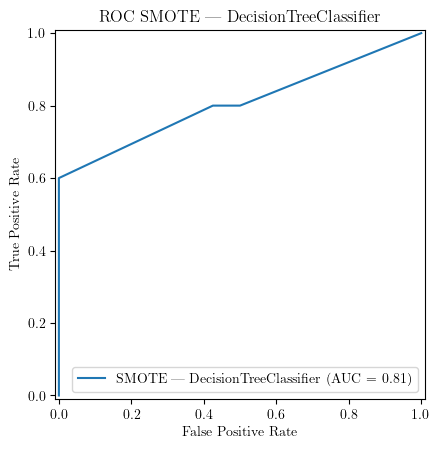 ROC SMOTE — DecisionTreeClassifier
1.0
0.8
0.6
0.4
0.2
0.0
True Positive Rate
SMOTE — DecisionTreeClassifier (AUC = 0.81)
0.0 0.2 0.4 0.6 0.8 1.0
False Positive Rate